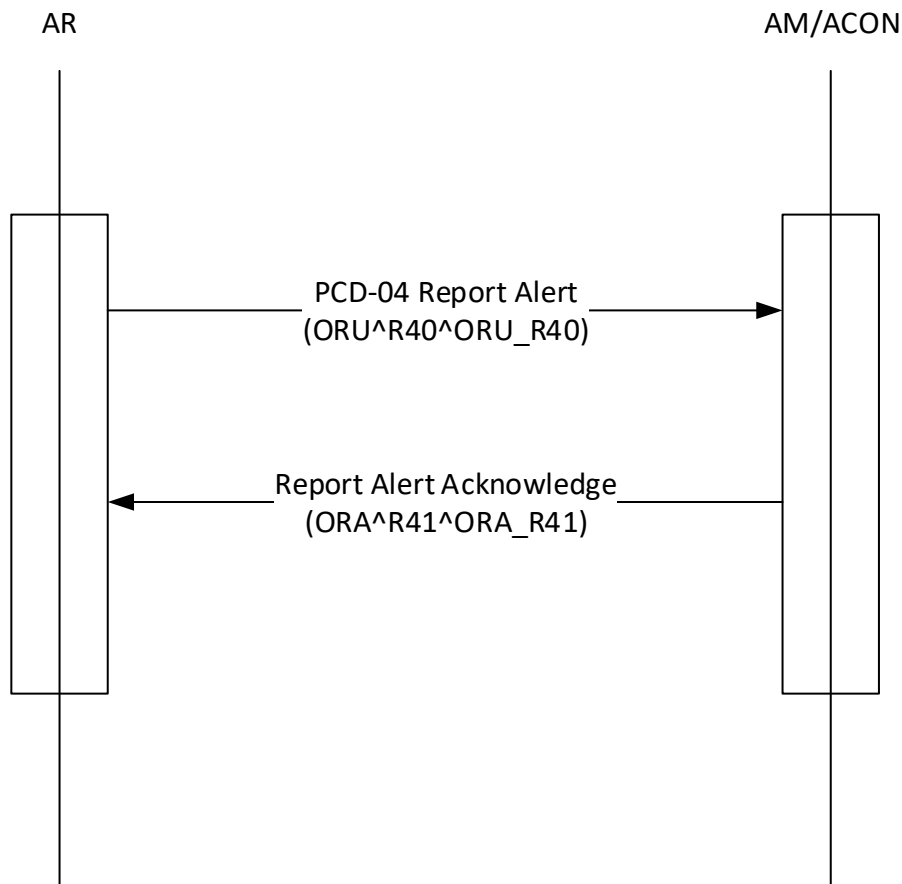 AR
AM/ACON
PCD-04 Report Alert
(ORU^R40^ORU_R40)
Report Alert Acknowledge
(ORA^R41^ORA_R41)